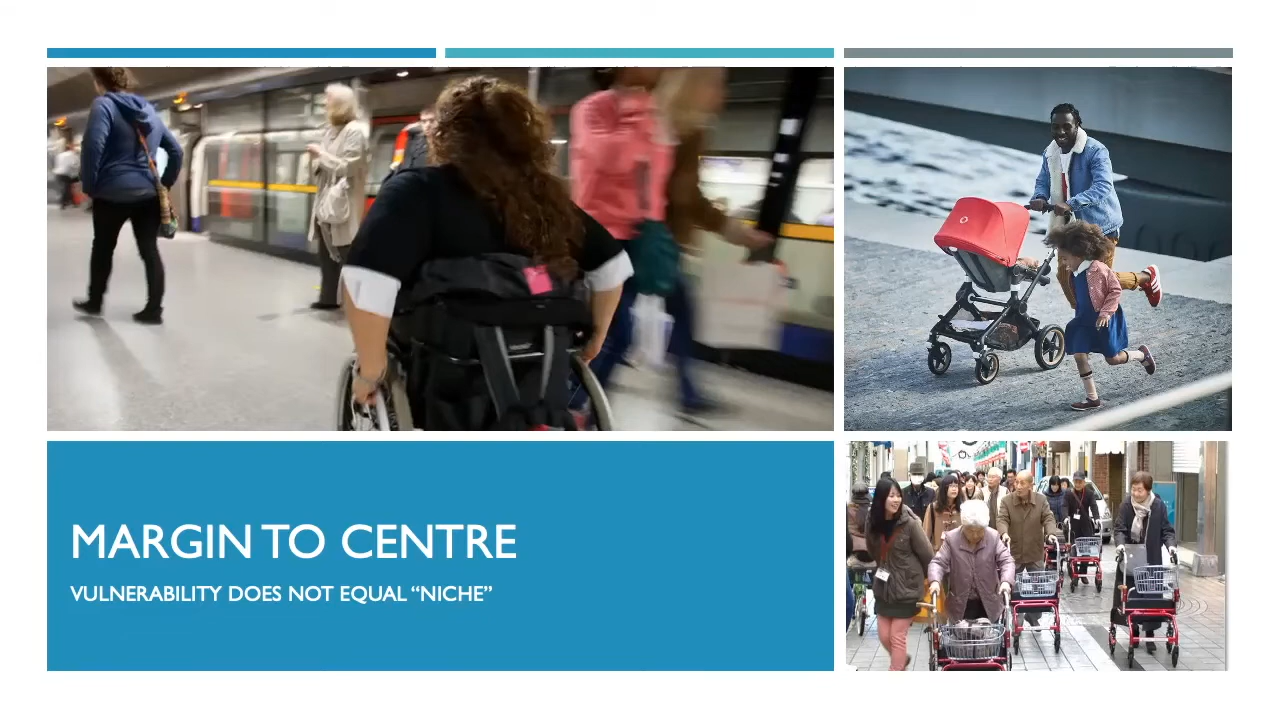 MARGIN TO CENTRE
VULNERABILITY DOES NOT EQUAL “NICHE”